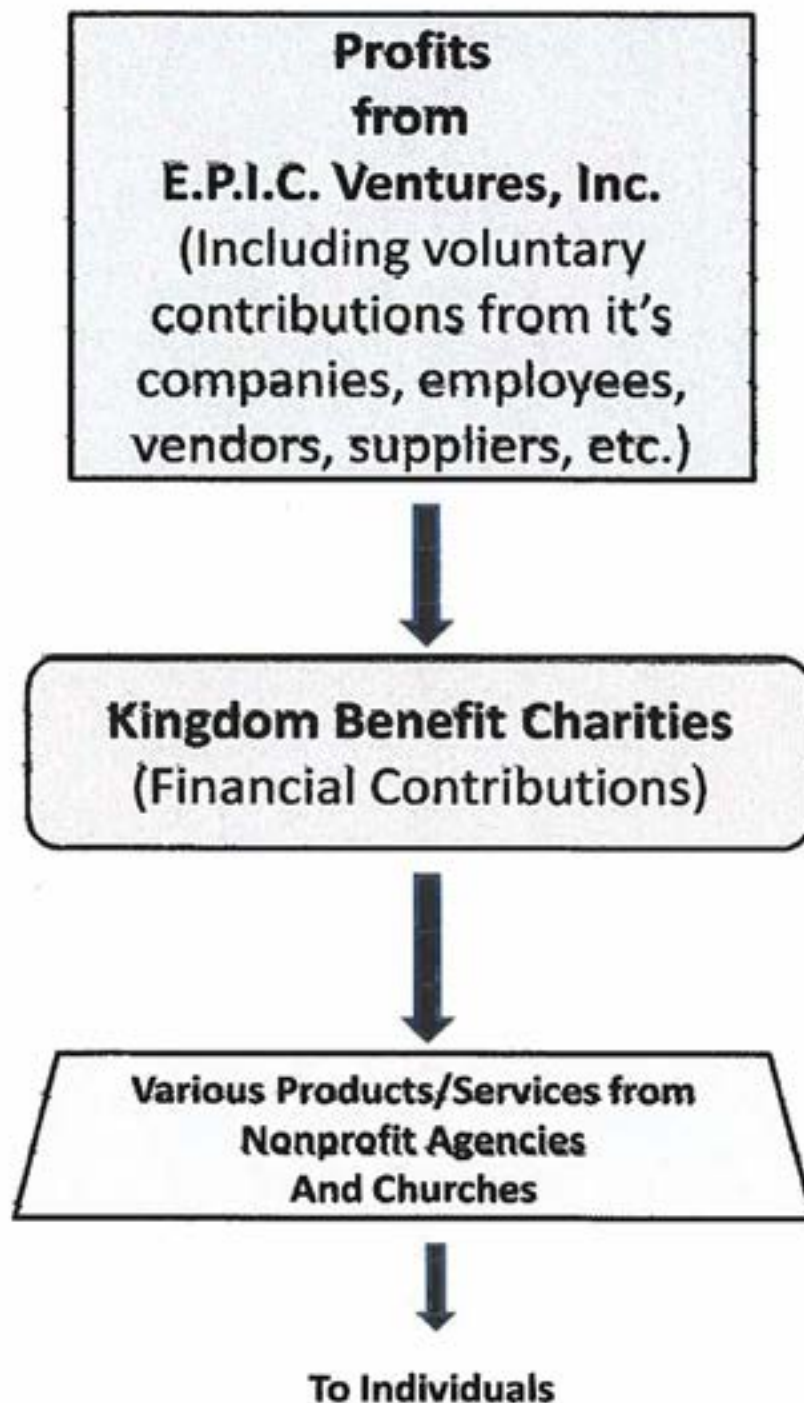 Profits
from
E.P.I.C. Ventures, Inc.
(Including voluntary
contributions from it's
companies, employees,
vendors, suppliers, etc.)
Kingdom Benefit Charities
(Financial Contributions)
Various Products/Services from
Nonprofit Agencies
And Churches
To Individuals